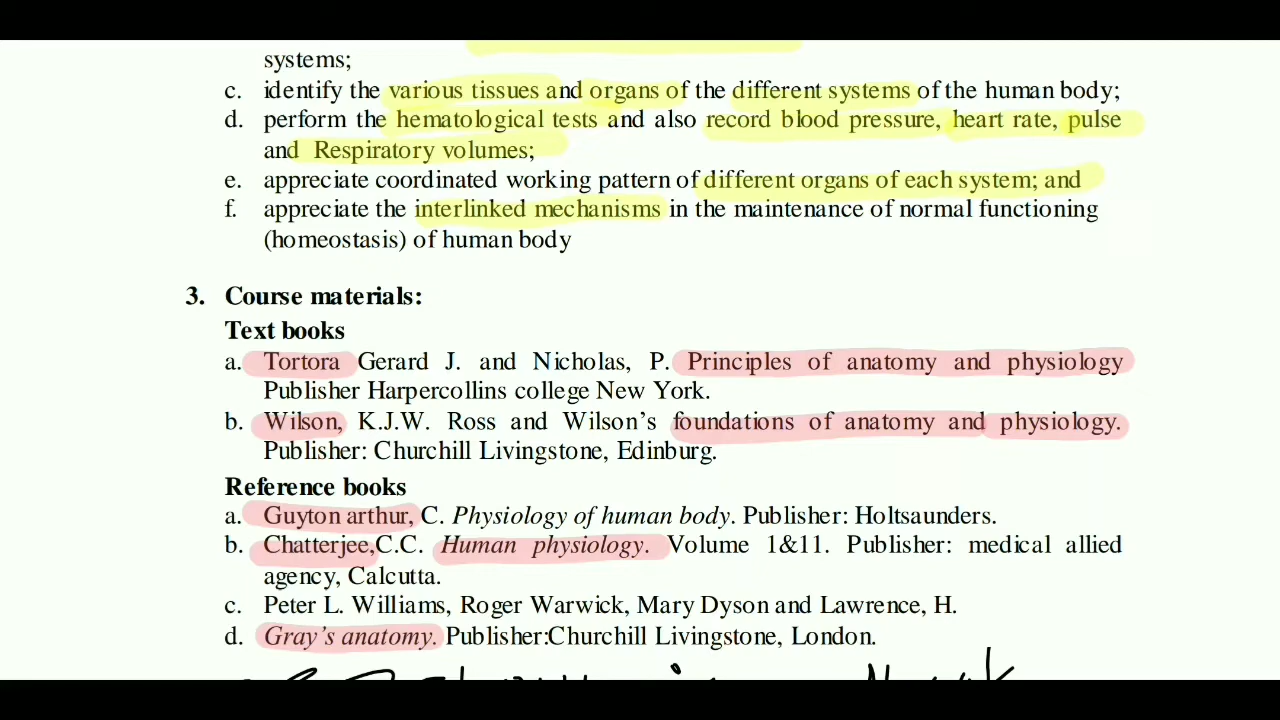 systems;
c. identify the various tissues and organs of the different systems of the human body;
d. perform the hematological tests and also record blood pressure, heart rate, pulse
and Respiratory volumes;
e. appreciate coordinated working pattern of different organs of each system; and
f. appreciate the interlinked mechanisms in the maintenance of normal functioning
(homeostasis) of human body
3. Course materials:
Text books
a. Tortora Gerard J. and Nicholas, P. Principles of anatomy and physiology
Publisher Harpercollins college New York.
b. Wilson, K.J.W. Ross and Wilson's foundations of anatomy and physiology.
Publisher: Churchill Livingstone, Edinburg.
Reference books
a. Guyton arthur, C. Physiology of human body. Publisher: Holtsaunders.
b. Chatterjee,C.C. Human physiology. Volume 1&11. Publisher: medical allied
agency, Calcutta.
c. Peter L. Williams, Roger Warwick, Mary Dyson and Lawrence, H.
d. Gray's anatomy. Publisher:Churchill Livingstone, London.